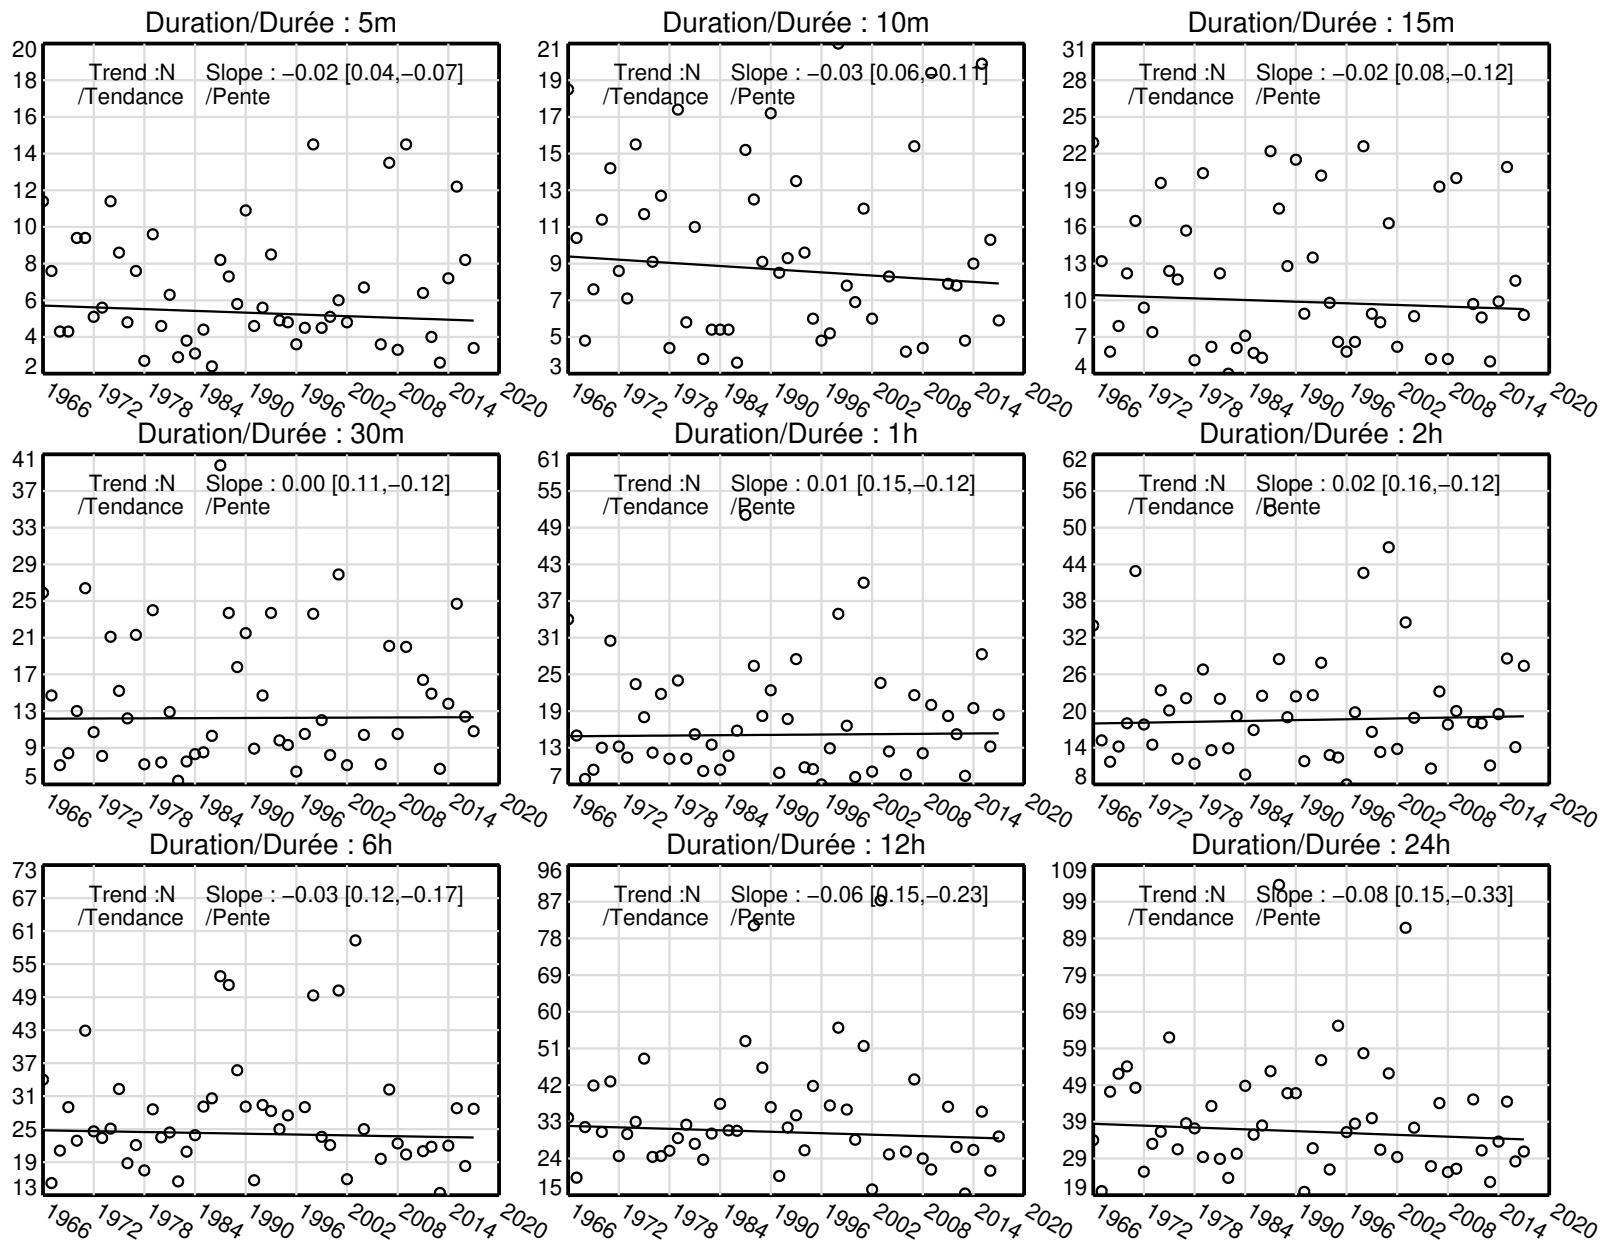 Duration/Durée : 5m
Trend :N Slope : −0.02 [0.04,−0.07]
/Tendance /Pente
20
18
16
14
12
10
8
6
4
2
1966 1972 1978 1984 1990 1996 2002 2008 2014 2020
Duration/Durée : 10m
Trend :N Slope : −0.03 [0.06,−0.11]
/Tendance /Pente
21
19
17
15
13
11
9
7
5
3
1966 1972 1978 1984 1990 1996 2002 2008 2014 2020
Duration/Durée : 15m
Trend :N Slope : −0.02 [0.08,−0.12]
/Tendance /Pente
31
28
25
22
19
16
13
10
7
4
1966 1972 1978 1984 1990 1996 2002 2008 2014 2020
Duration/Durée : 30m
Trend :N Slope : 0.00 [0.11,−0.12]
/Tendance /Pente
41
37
33
29
25
21
17
13
9
5
1966 1972 1978 1984 1990 1996 2002 2008 2014 2020
Duration/Durée : 1h
Trend :N Slope : 0.01 [0.15,−0.12]
/Tendance /Pente
61
55
49
43
37
31
25
19
13
7
1966 1972 1978 1984 1990 1996 2002 2008 2014 2020
Duration/Durée : 2h
Trend :N Slope : 0.02 [0.16,−0.12]
/Tendance /Pente
62
56
50
44
38
32
26
20
14
8
1966 1972 1978 1984 1990 1996 2002 2008 2014 2020
Duration/Durée : 6h
Trend :N Slope : −0.03 [0.12,−0.17]
/Tendance /Pente
73
67
61
55
49
43
37
31
25
19
13
1966 1972 1978 1984 1990 1996 2002 2008 2014 2020
Duration/Durée : 12h
Trend :N Slope : −0.06 [0.15,−0.23]
/Tendance /Pente
96
87
78
69
60
51
42
33
24
15
1966 1972 1978 1984 1990 1996 2002 2008 2014 2020
Duration/Durée : 24h
Trend :N Slope : −0.08 [0.15,−0.33]
/Tendance /Pente
109
99
89
79
69
59
49
39
29
19
1966 1972 1978 1984 1990 1996 2002 2008 2014 2020